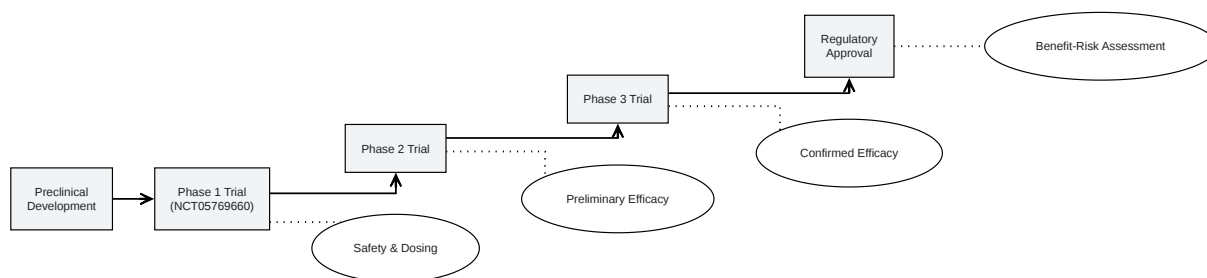 Preclinical
Development
Phase 1 Trial
(NCT05769660)
Safety & Dosing
Phase 2 Trial
Preliminary Efficacy
Phase 3 Trial
Confirmed Efficacy
Regulatory
Approval
Benefit-Risk Assessment